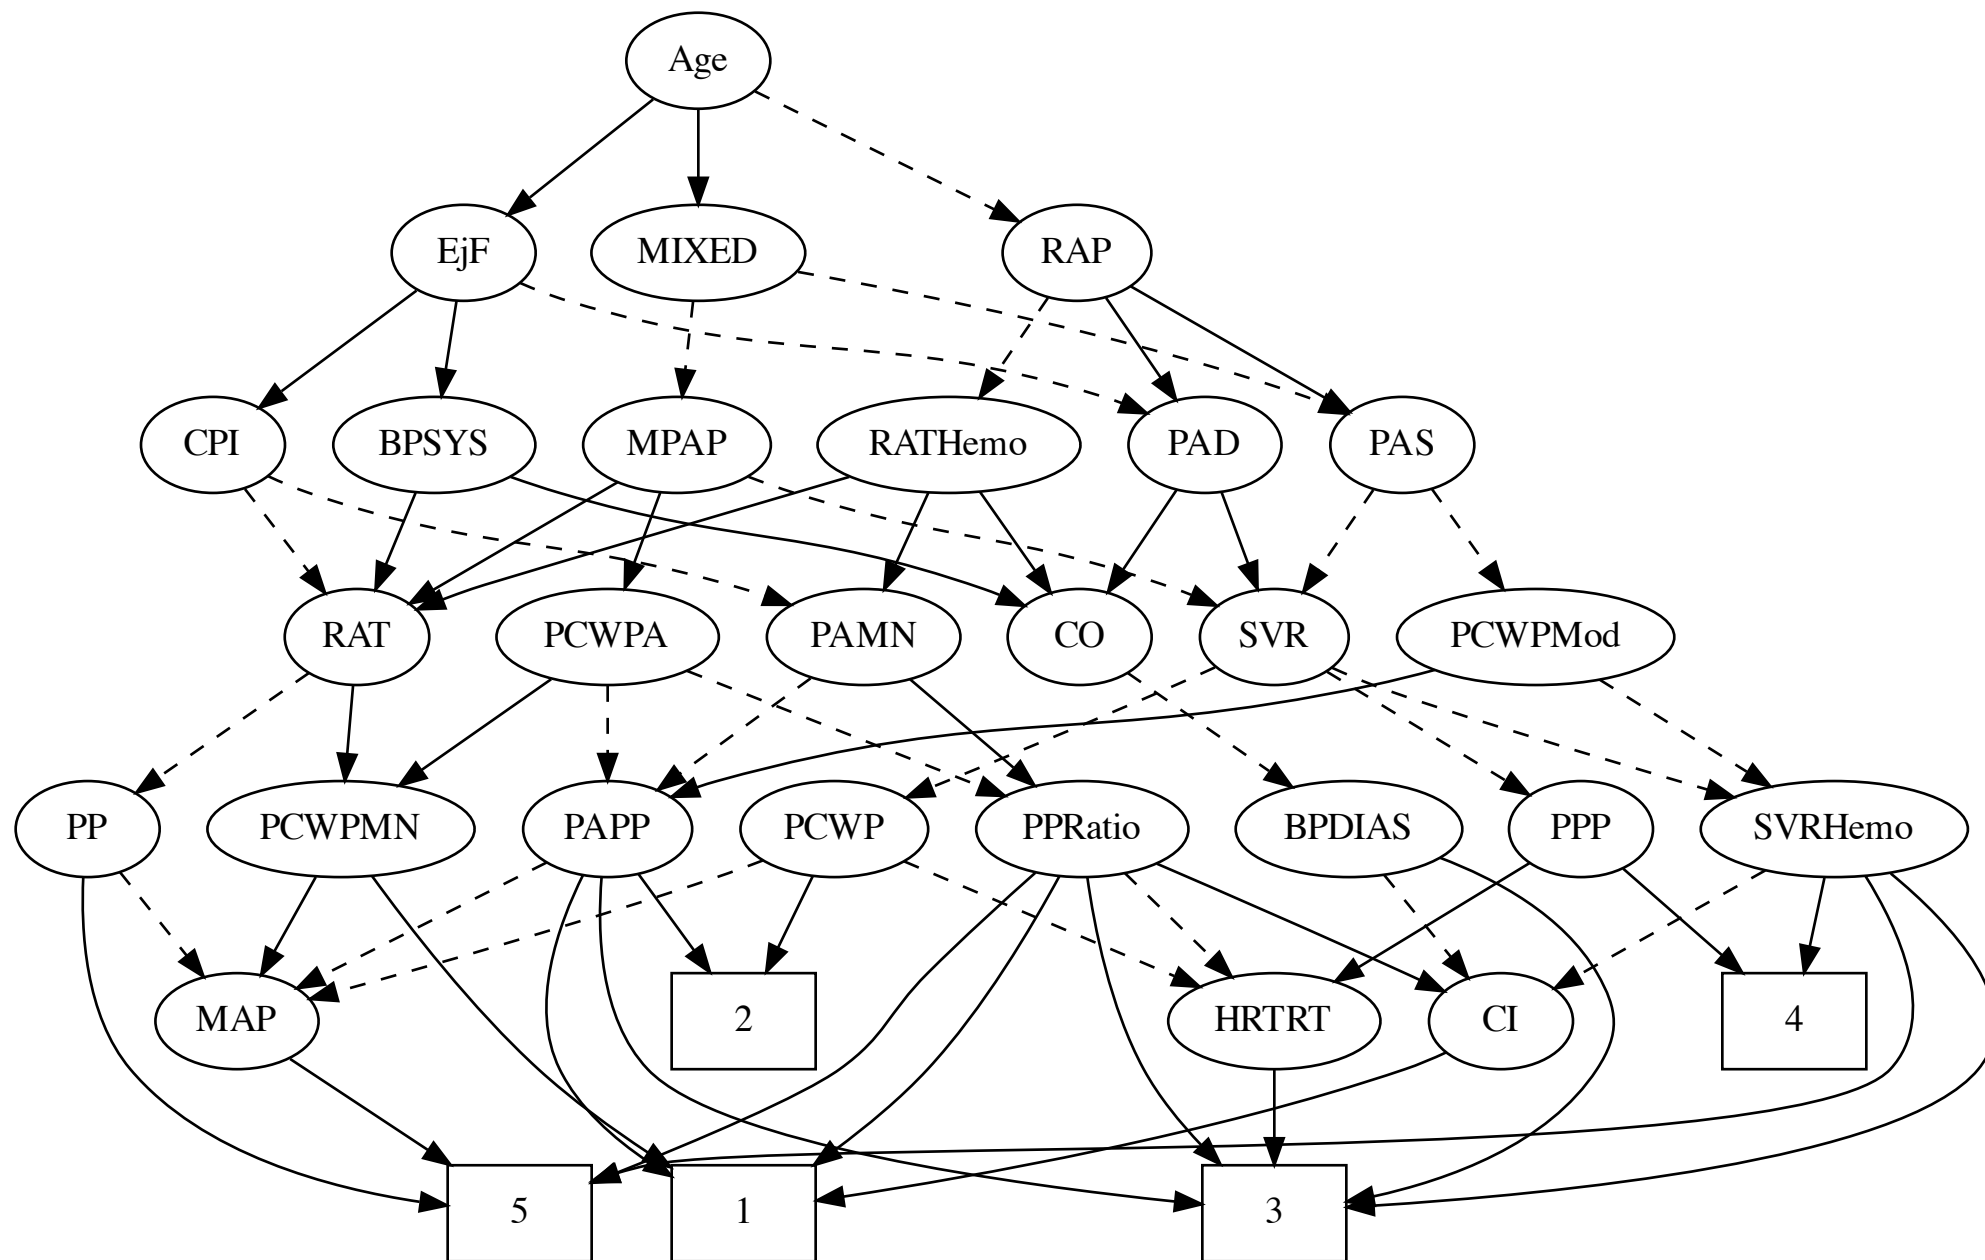 Age
EjF
MIXED
RAP
CPI
BPSYS
MPAP
RATHemo
PAD
PAS
RAT
PCWPA
PAMN
CO
SVR
PCWPMod
PP
PCWPMN
PAPP
PCWP
PPRatio
BPDIAS
PPP
SVRHemo
MAP
2
HRTRT
CI
4
5
1
3